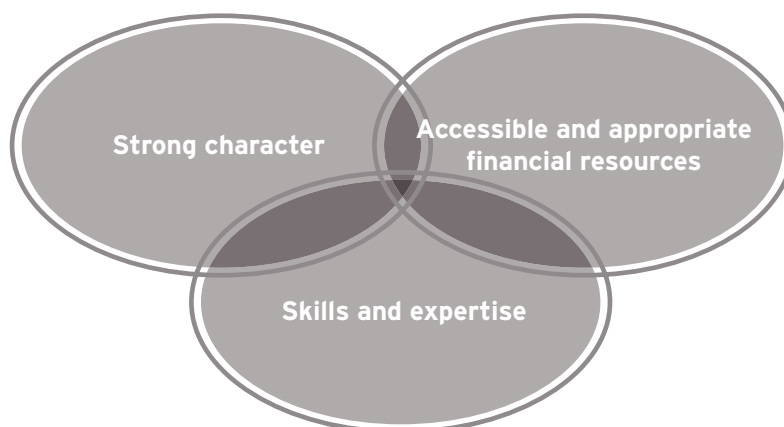 Strong character
Accessible and appropriate
financial resources
Skills and expertise